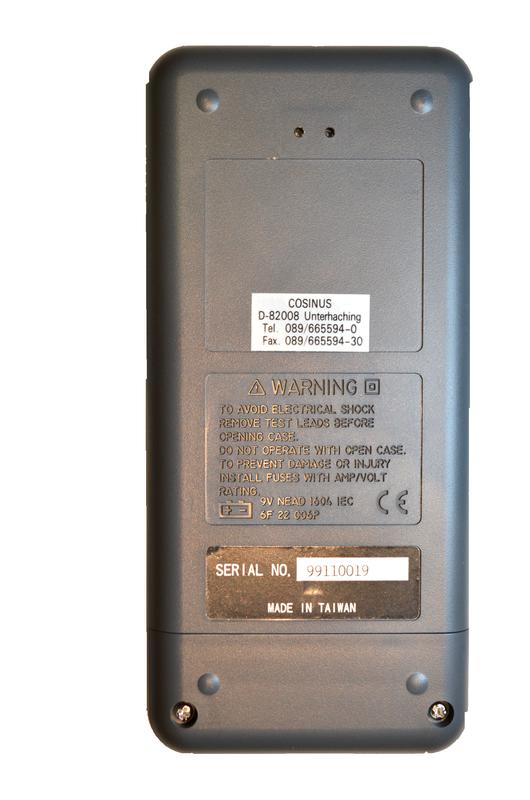 COSINUS
D-82008 Unterhaching
Tel. 089/665594-0
Fax. 089/665594-30
WARNING
TO AVOID ELECTRICAL SHOCK
REMOVE TEST LEADS BEFORE
OPENING CASE.
DO NOT OPERATE WITH OPEN CASE.
TO PREVENT DAMAGE OR INJURY
INSTALL FUSES WITH AMP/VOLT
RATING.
9V NEAD 1604 IEC
6F 22 006P
CE
SERIAL NO. 99110019
MADE IN TAIWAN